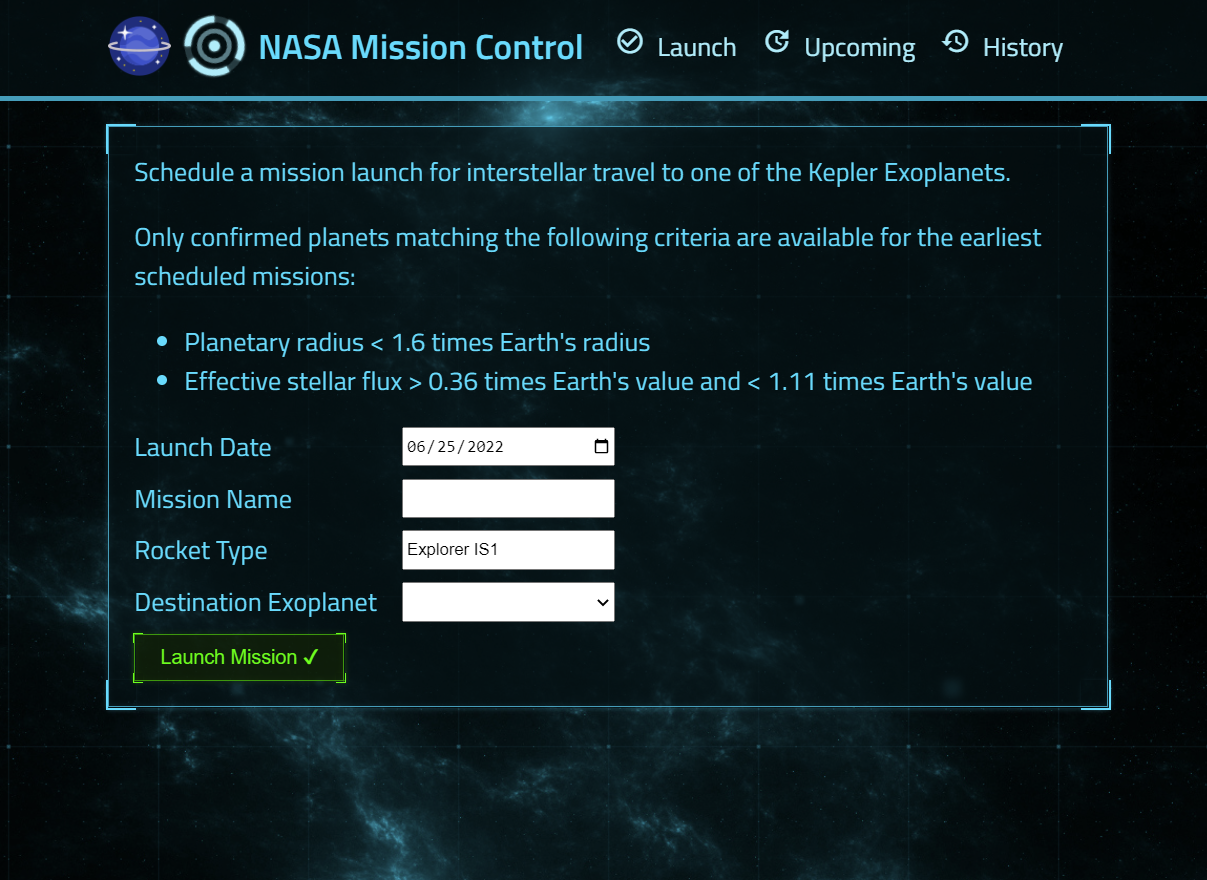 NASA Mission Control Launch Upcoming History
Schedule a mission launch for interstellar travel to one of the Kepler Exoplanets.
Only confirmed planets matching the following criteria are available for the earliest
scheduled missions:
• Planetary radius < 1.6 times Earth's radius
• Effective stellar flux > 0.36 times Earth's value and < 1.11 times Earth's value
Launch Date 06/25/2022
Mission Name
Rocket Type Explorer IS1
Destination Exoplanet
Launch Mission ✓